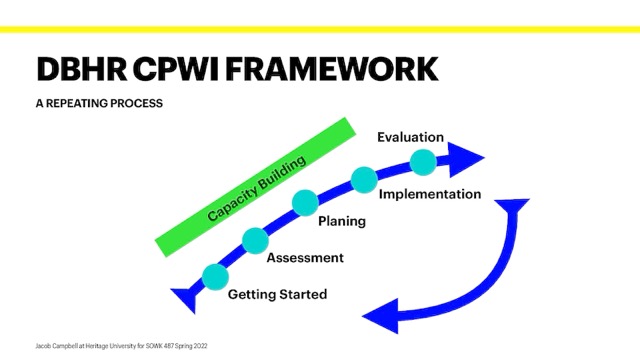 DBHR CPWI FRAMEWORK
A REPEATING PROCESS
Evaluation
Capacity Building
Implementation
Planing
Assessment
Getting Started
Jacob Campbell at Heritage University for SOWK 487 Spring 2022